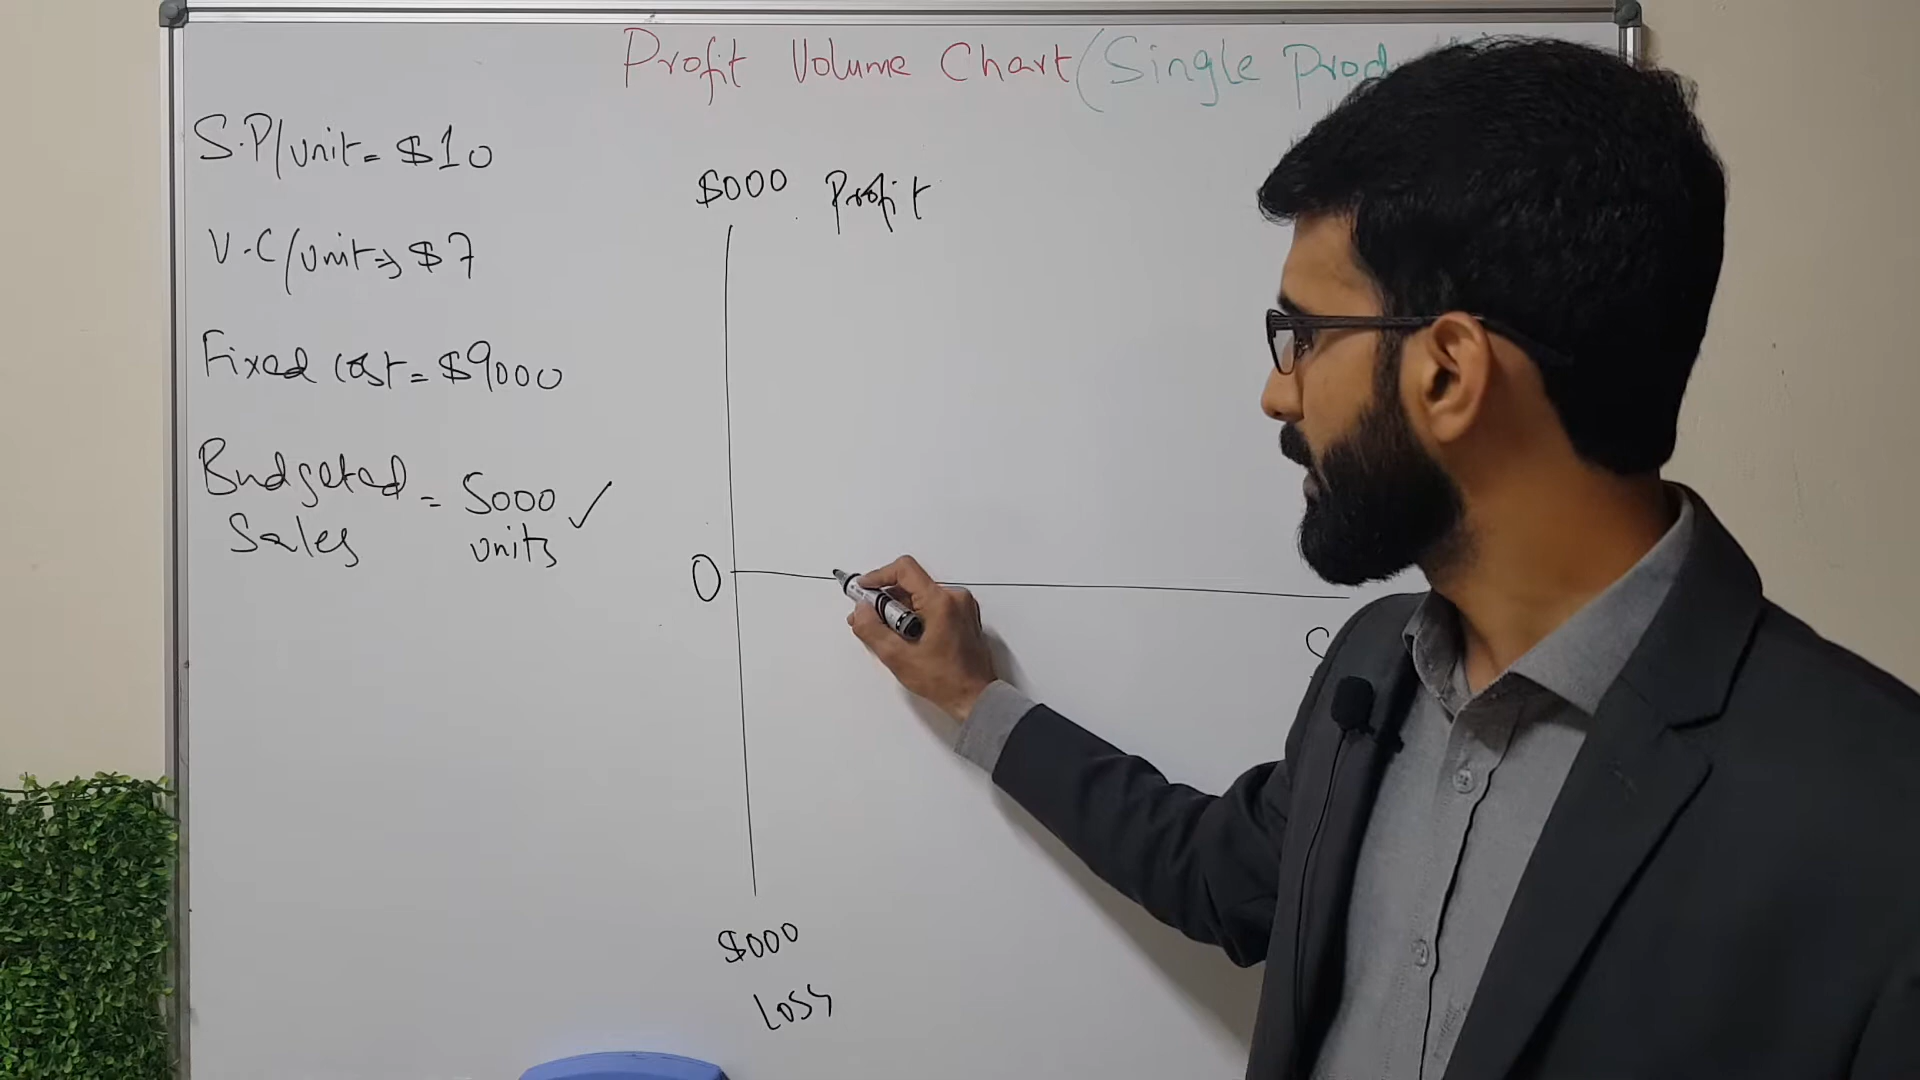 Profit Volume Chart (Single
S.P/unit = $10
V.C/unit => $7
Fixed cost = $9000
Budgeted Sales = 5000 units ✓
$000 Profit
0
$000
Loss